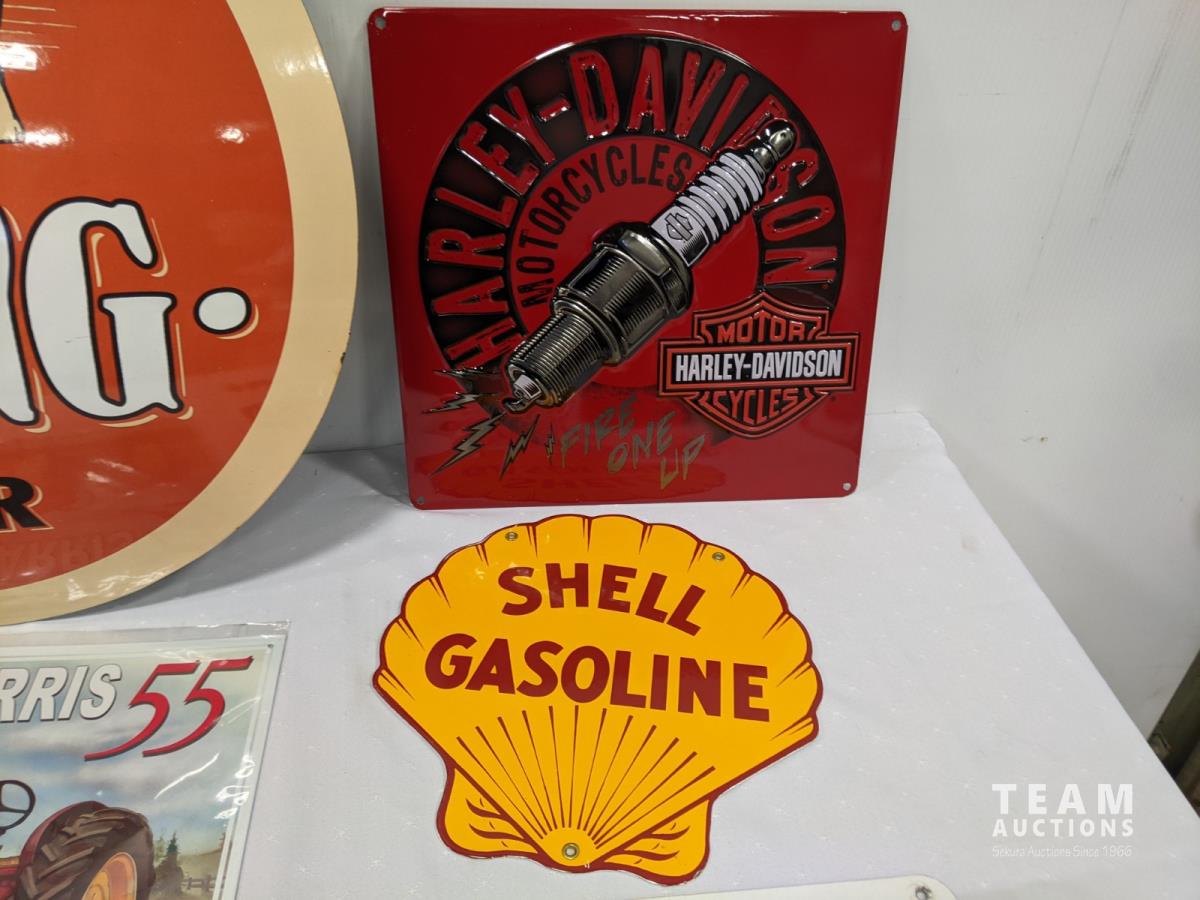 HARLEY-DAVIDSON
MOTORCYCLES
MOTOR
HARLEY-DAVIDSON
CYCLES
FIRE
ONE
UP
NG.
R
SHELL
GASOLINE
RRIS 55
TEAM
AUCTIONS
Sekura Auctions Since 1966